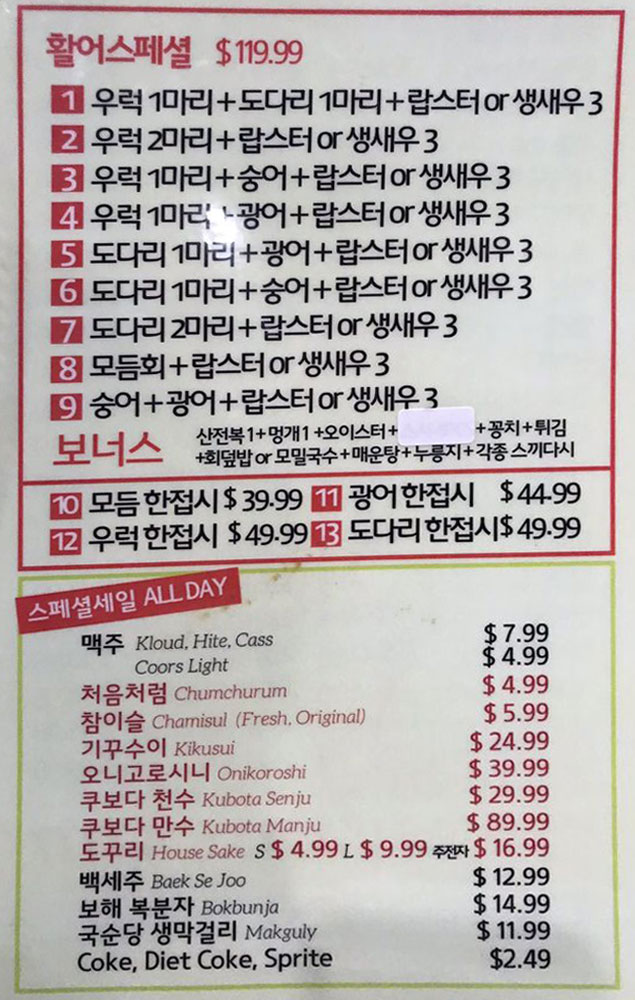 활어스페셜 $119.99
1 우럭 1마리+도다리 1마리+랍스터 or 생새우 3
2 우럭 2마리+랍스터 or 생새우 3
3 우럭 1마리+숭어+랍스터 or 생새우 3
4 우럭 1마리+광어+랍스터 or 생새우 3
5 도다리 1마리+광어+랍스터 or 생새우 3
6 도다리 1마리+숭어+랍스터 or 생새우 3
7 도다리 2마리+랍스터 or 생새우 3
8 모듬회+랍스터 or 생새우 3
9 숭어+광어+랍스터 or 생새우 3
보너스 산전복1+멍개1+오이스터+ +꽁치+튀김
+회덮밥 or 모밀국수+매운탕+누릉지+각종 스끼다시
10 모듬 한접시 $39.99 11 광어 한접시 $44.99
12 우럭 한접시 $49.99 13 도다리 한접시 $49.99
스페셜세일 ALL DAY
맥주 Kloud, Hite, Cass $7.99
Coors Light $4.99
처음처럼 Chumchurum $4.99
참이슬 Chamisul (Fresh, Original) $5.99
기꾸수이 Kikusui $24.99
오니고로시니 Onikoroshi $39.99
쿠보다 천수 Kubota Senju $29.99
쿠보다 만수 Kubota Manju $89.99
도꾸리 House Sake S $4.99 L $9.99 주전자 $16.99
백세주 Baek Se Joo $12.99
보해 복분자 Bokbunja $14.99
국순당 생막걸리 Makguly $11.99
Coke, Diet Coke, Sprite $2.49